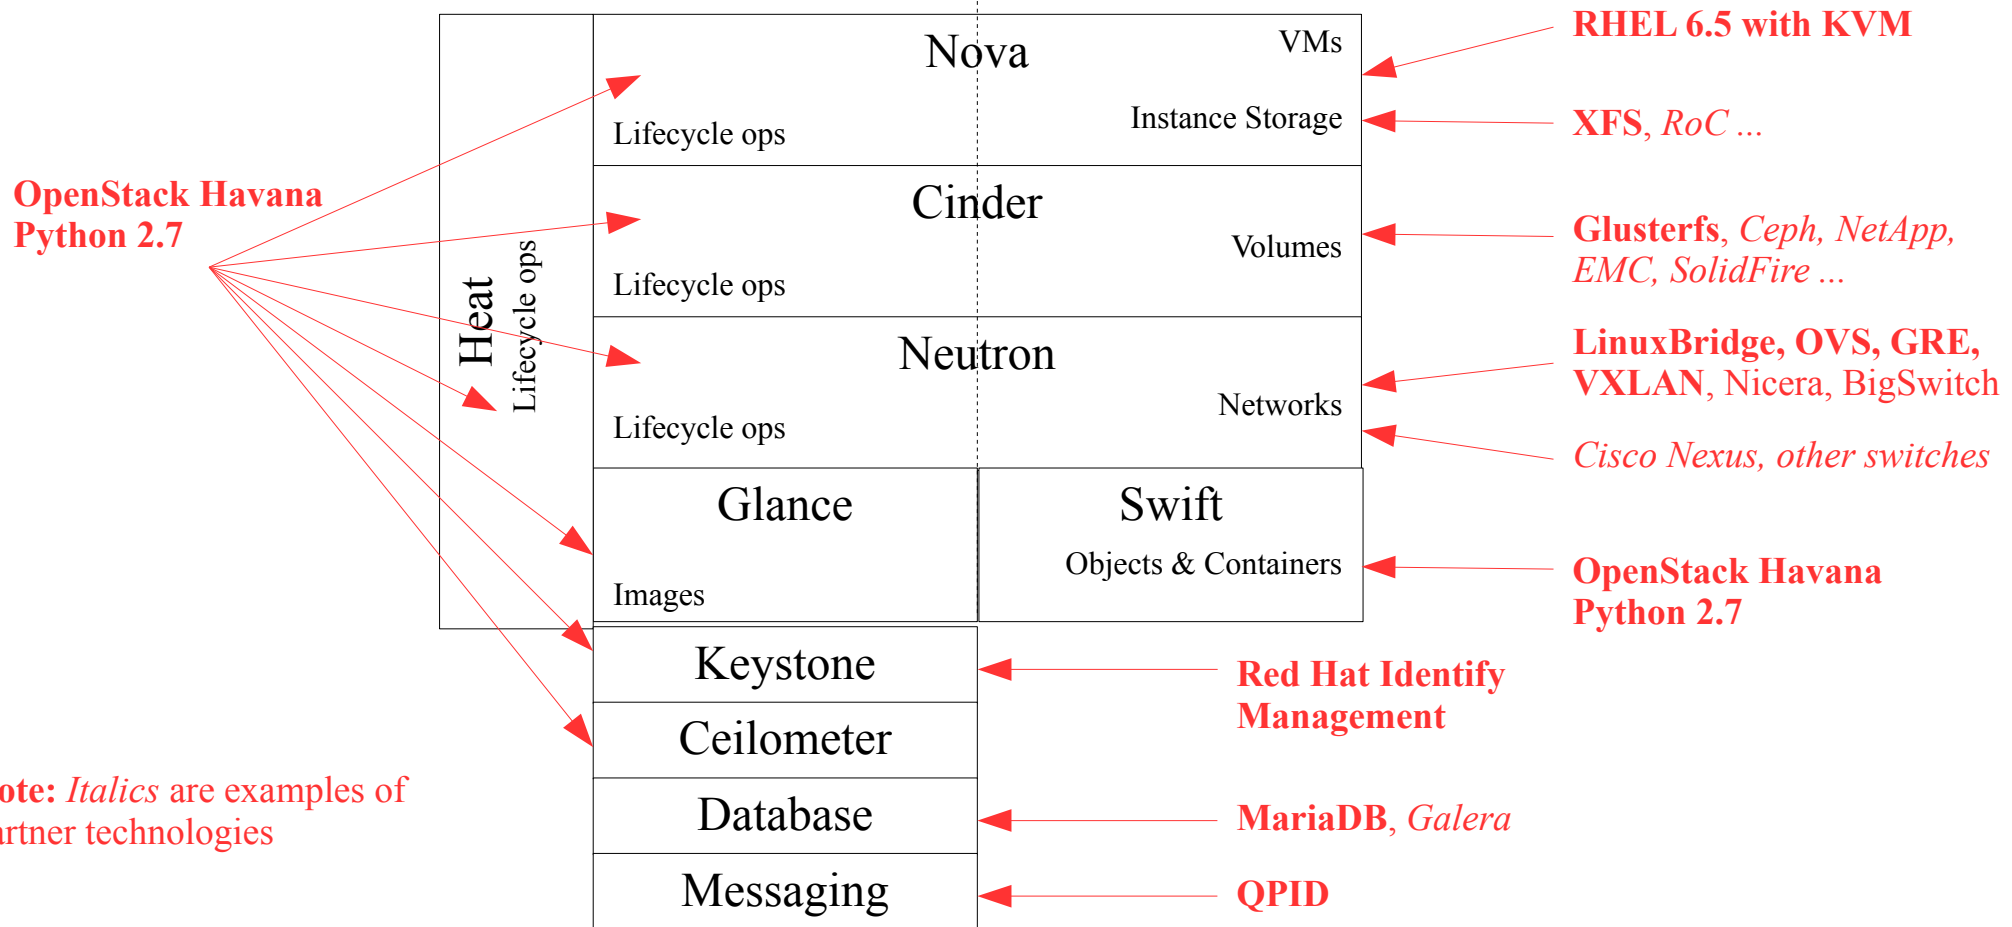 RHEL 6.5 with KVM
Nova
VMs
Instance Storage
Lifecycle ops
XFS, RoC ...
OpenStack Havana
Python 2.7
Cinder
Volumes
Lifecycle ops
Glusterfs, Ceph, NetApp,
EMC, SolidFire ...
Heat
Lifecycle ops
Neutron
Networks
Lifecycle ops
LinuxBridge, OVS, GRE,
VXLAN, Nicera, BigSwitch
Cisco Nexus, other switches
Glance
Images
Swift
Objects & Containers
OpenStack Havana
Python 2.7
Keystone
Red Hat Identify
Management
Ceilometer
ote: Italics are examples of
artner technologies
Database
MariaDB, Galera
Messaging
QPID